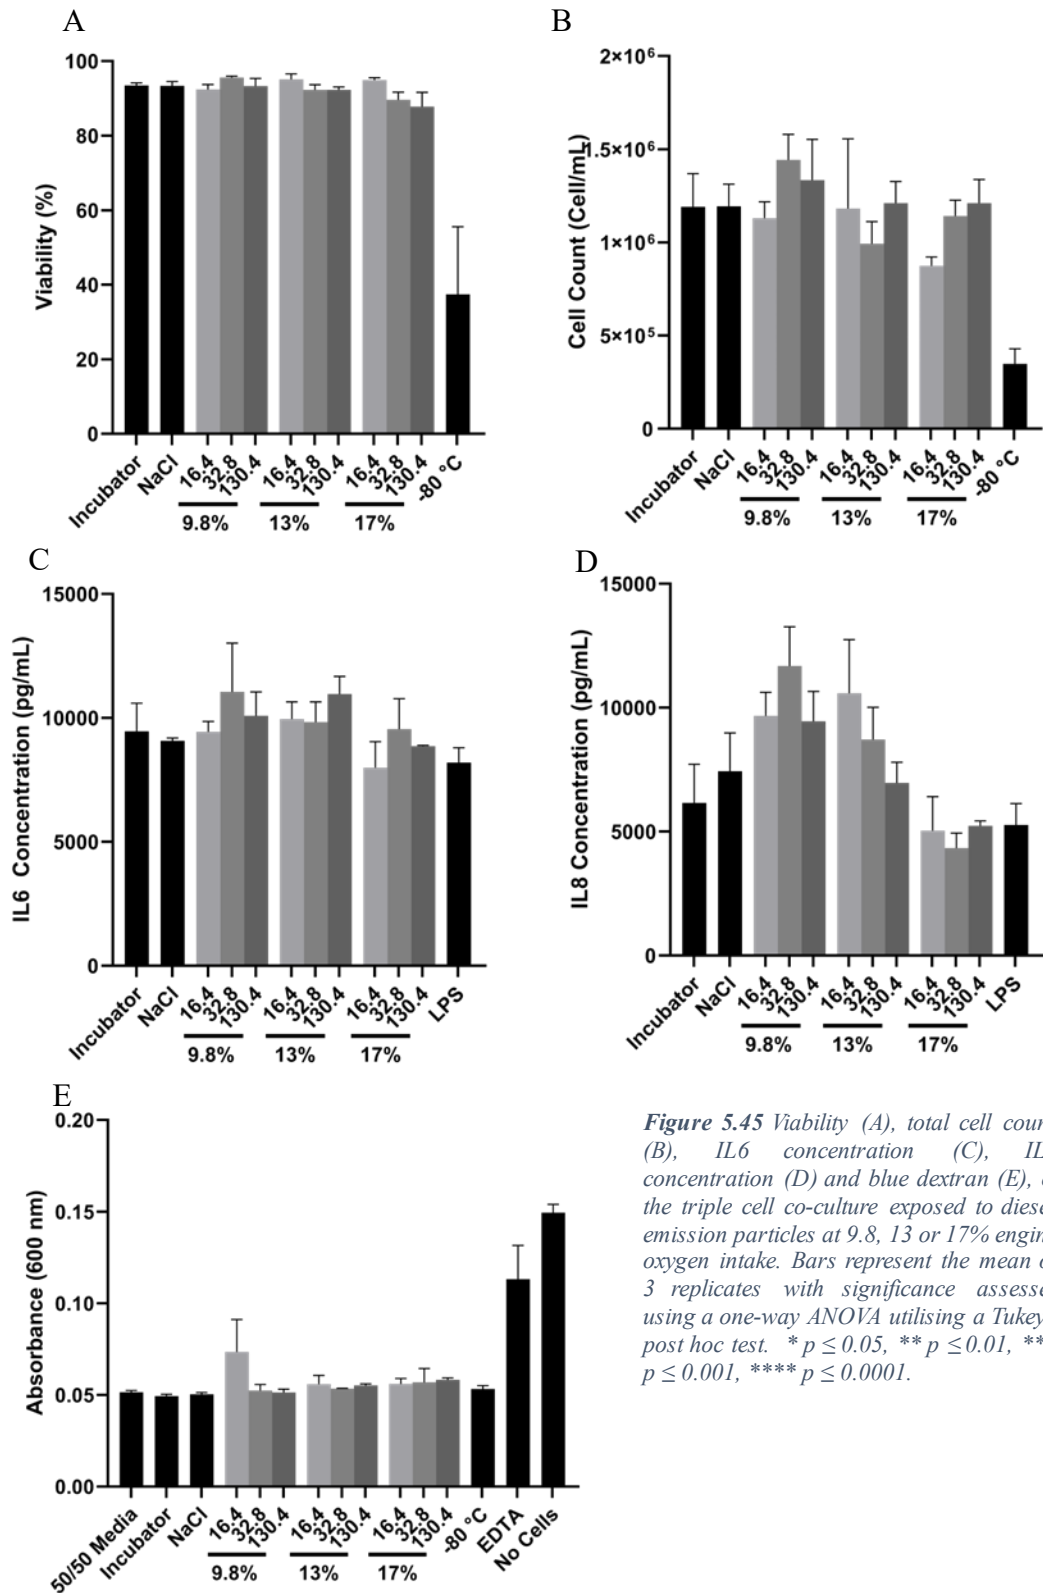 A
Viability (%)
100
80
60
40
20
0
Incubator
NaCl
16.4
32.8
130.4
16.4
32.8
130.4
16.4
32.8
130.4
-80 °C
9.8%
13%
17%
B
Cell Count (Cell/mL)
2×10⁶
1.5×10⁶
1×10⁶
5×10⁵
0
Incubator
NaCl
16.4
32.8
130.4
16.4
32.8
130.4
16.4
32.8
130.4
-80 °C
9.8%
13%
17%
C
IL6 Concentration (pg/mL)
15000
10000
5000
0
Incubator
NaCl
16.4
32.8
130.4
16.4
32.8
130.4
16.4
32.8
130.4
LPS
9.8%
13%
17%
D
IL8 Concentration (pg/mL)
15000
10000
5000
0
Incubator
NaCl
16.4
32.8
130.4
16.4
32.8
130.4
16.4
32.8
130.4
LPS
9.8%
13%
17%
E
Absorbance (600 nm)
0.20
0.15
0.10
0.05
0.00
50/50 Media
Incubator
NaCl
16.4
32.8
130.4
16.4
32.8
130.4
16.4
32.8
130.4
-80 °C
EDTA
No Cells
9.8%
13%
17%
Figure 5.45 Viability (A), total cell coun
(B), IL6 concentration (C), IL
concentration (D) and blue dextran (E),
the triple cell co-culture exposed to diese
emission particles at 9.8, 13 or 17% engin
oxygen intake. Bars represent the mean o
3 replicates with significance assesse
using a one-way ANOVA utilising a Tukey
post hoc test. * p ≤ 0.05, ** p ≤ 0.01, **
p ≤ 0.001, **** p ≤ 0.0001.